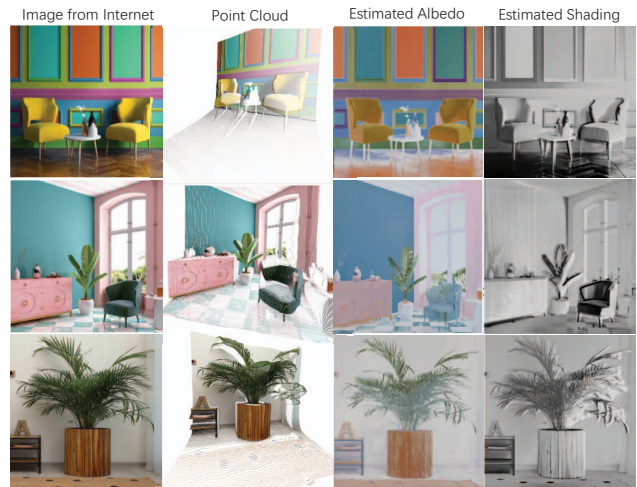 Image from Internet
Point Cloud
Estimated Albedo
Estimated Shading